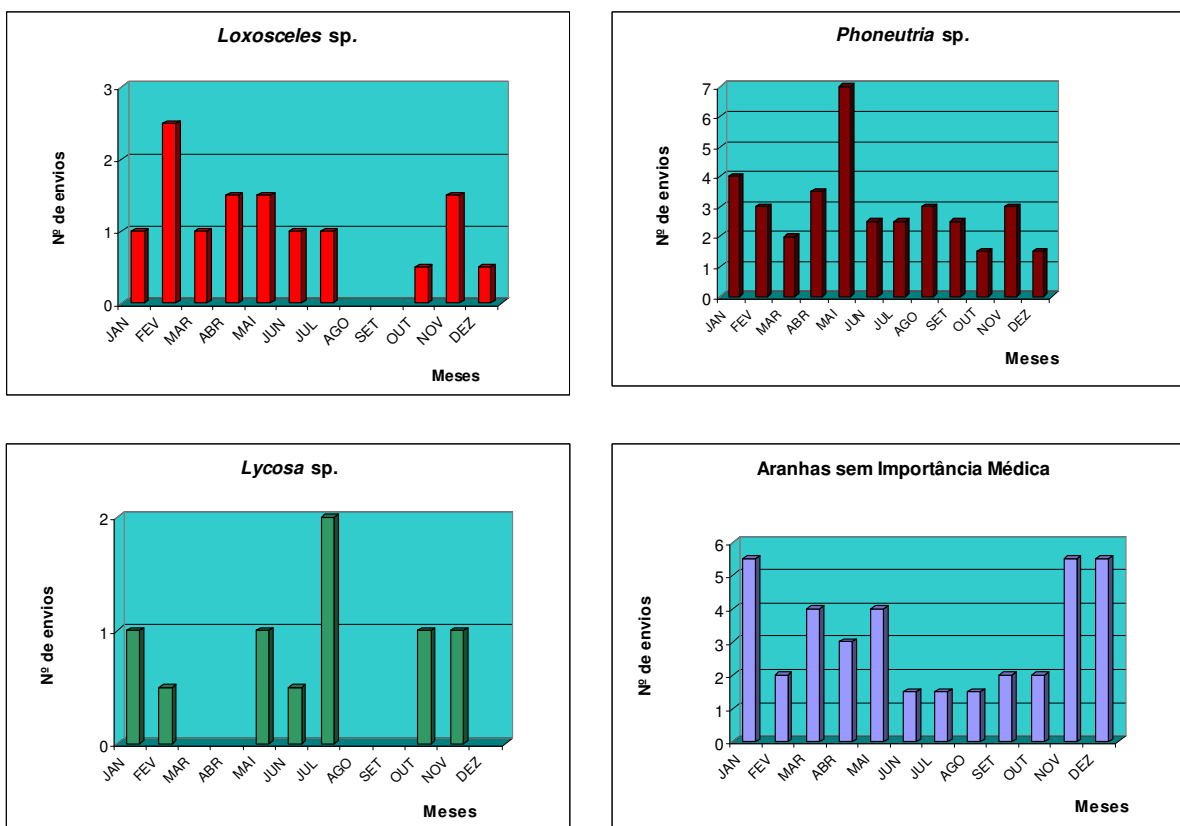 Loxosceles sp.
Nº de envios
3
2
1
0
JAN FEV MAR ABR MAI JUN JUL AGO SET OUT NOV DEZ
Meses
Phoneutria sp.
Nº de envios
7
6
5
4
3
2
1
0
JAN FEV MAR ABR MAI JUN JUL AGO SET OUT NOV DEZ
Meses
Lycosa sp.
Nº de envios
2
1
0
JAN FEV MAR ABR MAI JUN JUL AGO SET OUT NOV DEZ
Meses
Aranhas sem Importância Médica
Nº de envios
6
5
4
3
2
1
0
JAN FEV MAR ABR MAI JUN JUL AGO SET OUT NOV DEZ
Meses